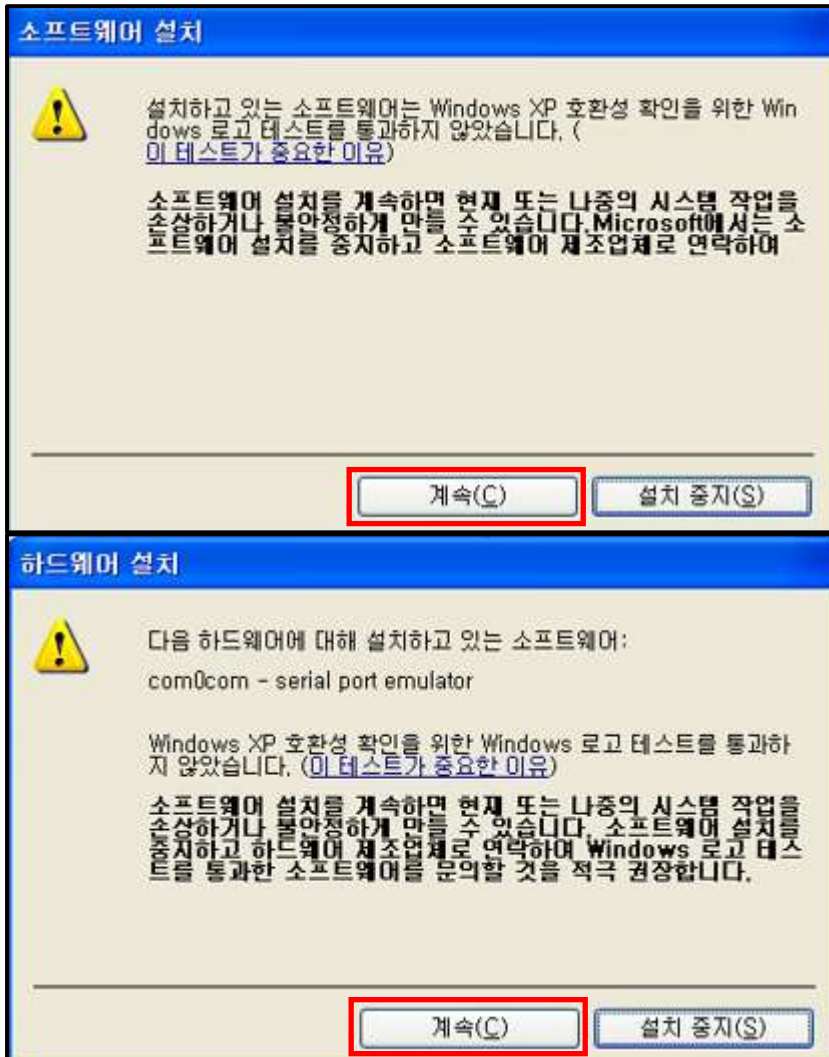 소프트웨어 설치
설치하고 있는 소프트웨어는 Windows XP 호환성 확인을 위한 Win
dows 로고 테스트를 통과하지 않았습니다. (
이 테스트가 중요한 이유)
소프트웨어 설치를 계속하면 현재 또는 나중의 시스템 작업을
손상하거나 불안정하게 만들 수 있습니다.Microsoft에서는 소
프트웨어 설치를 중지하고 소프트웨어 제조업체로 연락하여
계속(C) 설치 중지(S)
하드웨어 설치
다음 하드웨어에 대해 설치하고 있는 소프트웨어:
com0com - serial port emulator
Windows XP 호환성 확인을 위한 Windows 로고 테스트를 통과하
지 않았습니다. (이 테스트가 중요한 이유)
소프트웨어 설치를 계속하면 현재 또는 나중의 시스템 작업을
손상하거나 불안정하게 만들 수 있습니다. 소프트웨어 설치를
중지하고 하드웨어 제조업체로 연락하여 Windows 로고 테스
트를 통과한 소프트웨어를 문의할 것을 적극 권장합니다.
계속(C) 설치 중지(S)